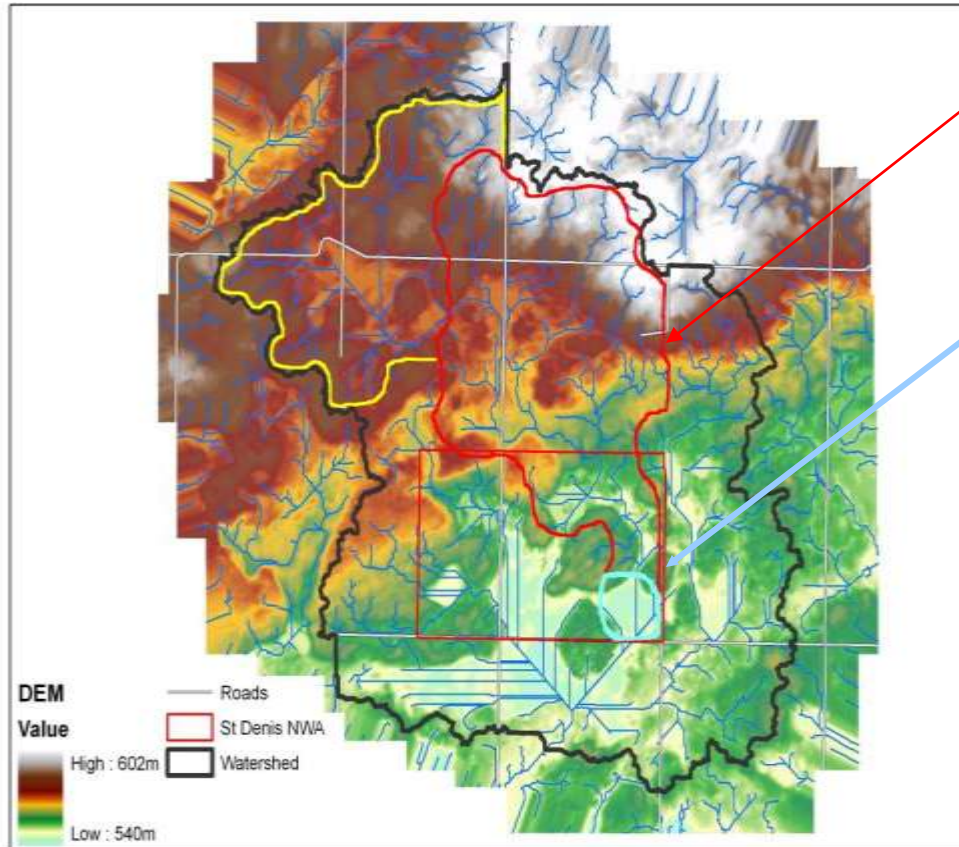 DEM
Value
High : 602m
Low : 540m
Roads
St Denis NWA
Watershed